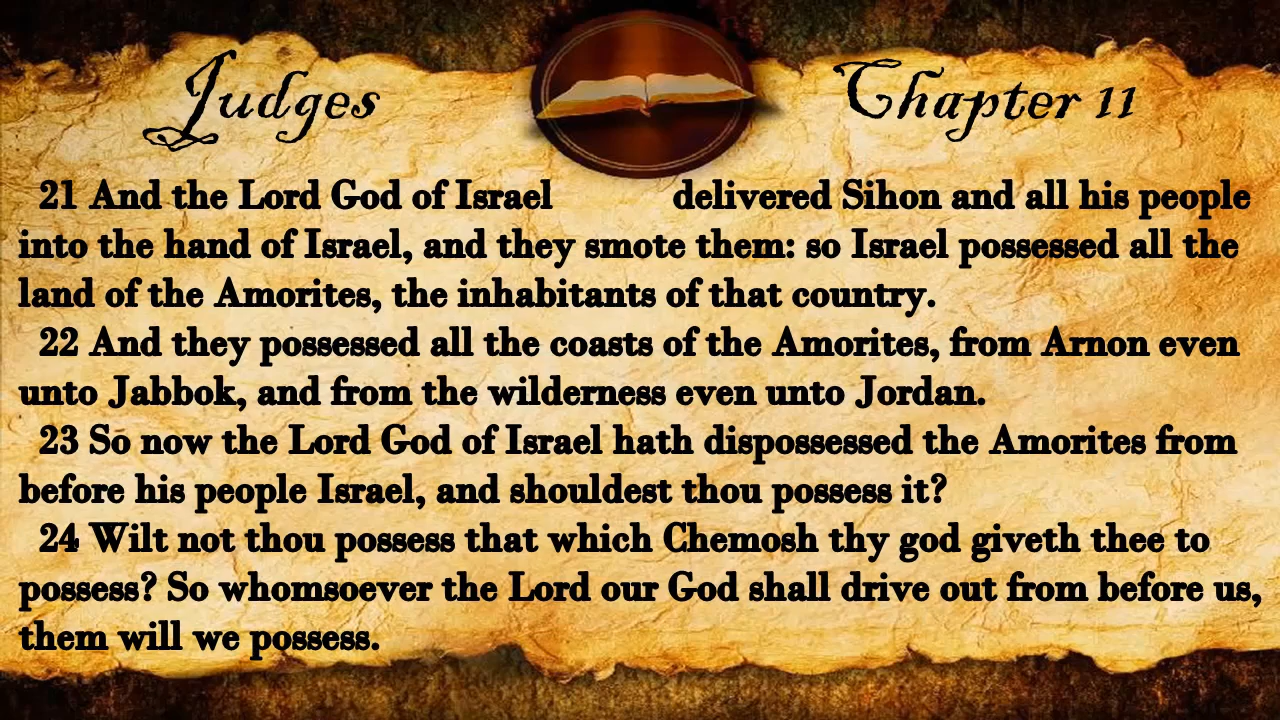 Judges
Chapter 11
21 And the Lord God of Israel delivered Sihon and all his people
into the hand of Israel, and they smote them: so Israel possessed all the
land of the Amorites, the inhabitants of that country.
22 And they possessed all the coasts of the Amorites, from Arnon even
unto Jabbok, and from the wilderness even unto Jordan.
23 So now the Lord God of Israel hath dispossessed the Amorites from
before his people Israel, and shouldest thou possess it?
24 Wilt not thou possess that which Chemosh thy god giveth thee to
possess? So whomsoever the Lord our God shall drive out from before us,
them will we possess.